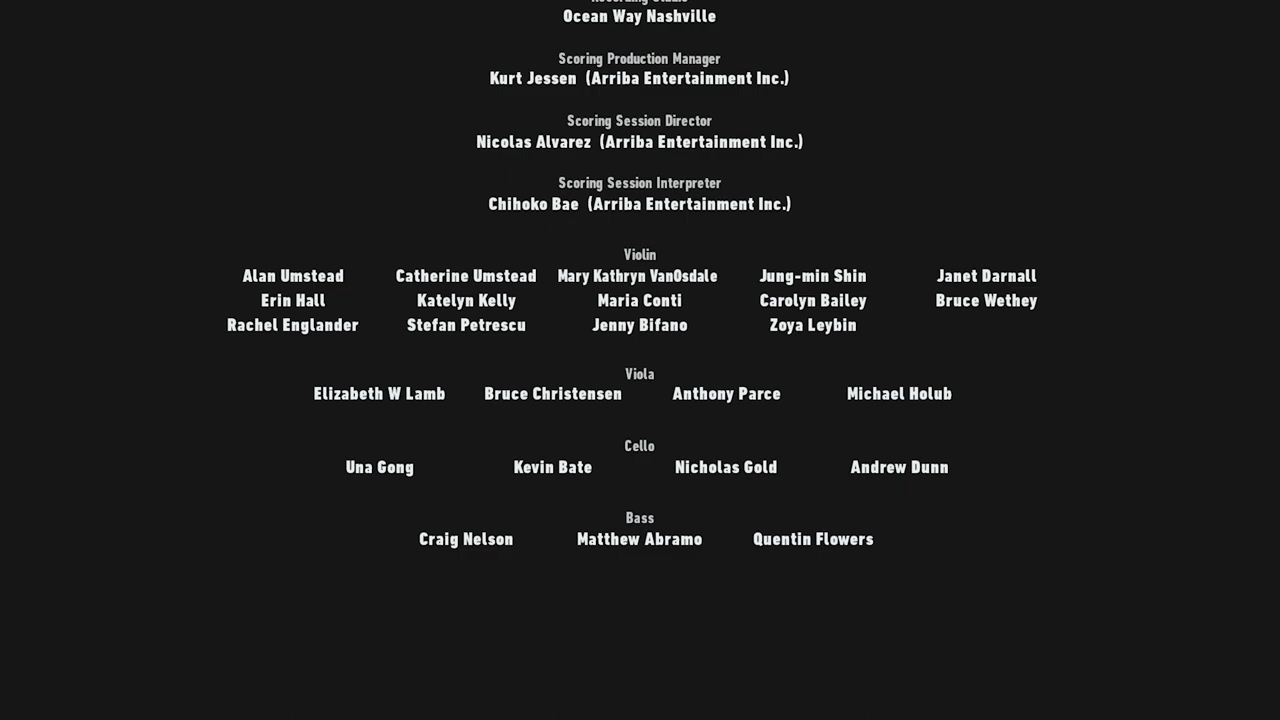 Ocean Way Nashville
Scoring Production Manager
Kurt Jessen (Arriba Entertainment Inc.)
Scoring Session Director
Nicolas Alvarez (Arriba Entertainment Inc.)
Scoring Session Interpreter
Chihoko Bae (Arriba Entertainment Inc.)
Violin
Alan Umstead Catherine Umstead Mary Kathryn VanOsdale Jung-min Shin Janet Darnall
Erin Hall Katelyn Kelly Maria Conti Carolyn Bailey Bruce Wethey
Rachel Englander Stefan Petrescu Jenny Bifano Zoya Leybin
Viola
Elizabeth W Lamb Bruce Christensen Anthony Parce Michael Holub
Cello
Una Gong Kevin Bate Nicholas Gold Andrew Dunn
Bass
Craig Nelson Matthew Abramo Quentin Flowers